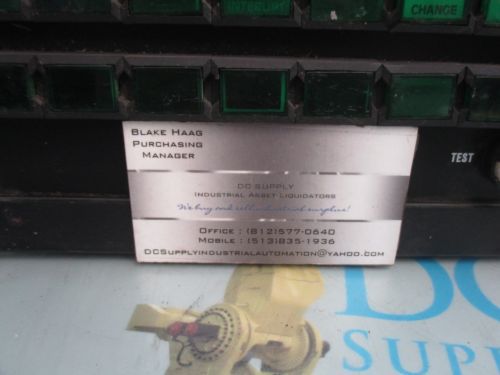 CHANGE
TEST
BLAKE HAAG
PURCHASING
MANAGER
DC SUPPLY
INDUSTRIAL ASSET LIQUIDATORS
We buy and sell industrial surplus!
OFFICE : (812)577-0640
MOBILE : (513)835-1936
DCSUPPLYINDUSTRIALAUTOMATION@YAHOO.COM
DC
SUPP